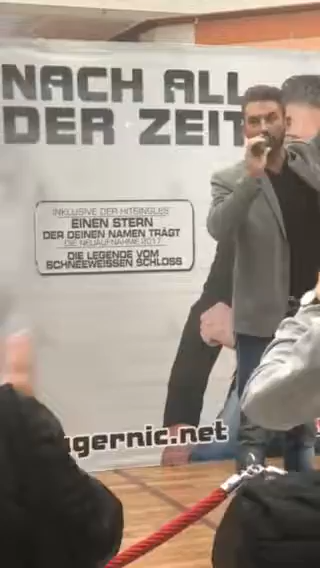 NACH ALL
DER ZEIT
INKLUSIVE DER HITSINGLES
EINEN STERN
DER DEINEN NAMEN TRÄGT
DIE NEUAUFNAHME 2017
DIE LEGENDE VOM
SCHNEEWEISSEN SCHLOSS
gernic.net